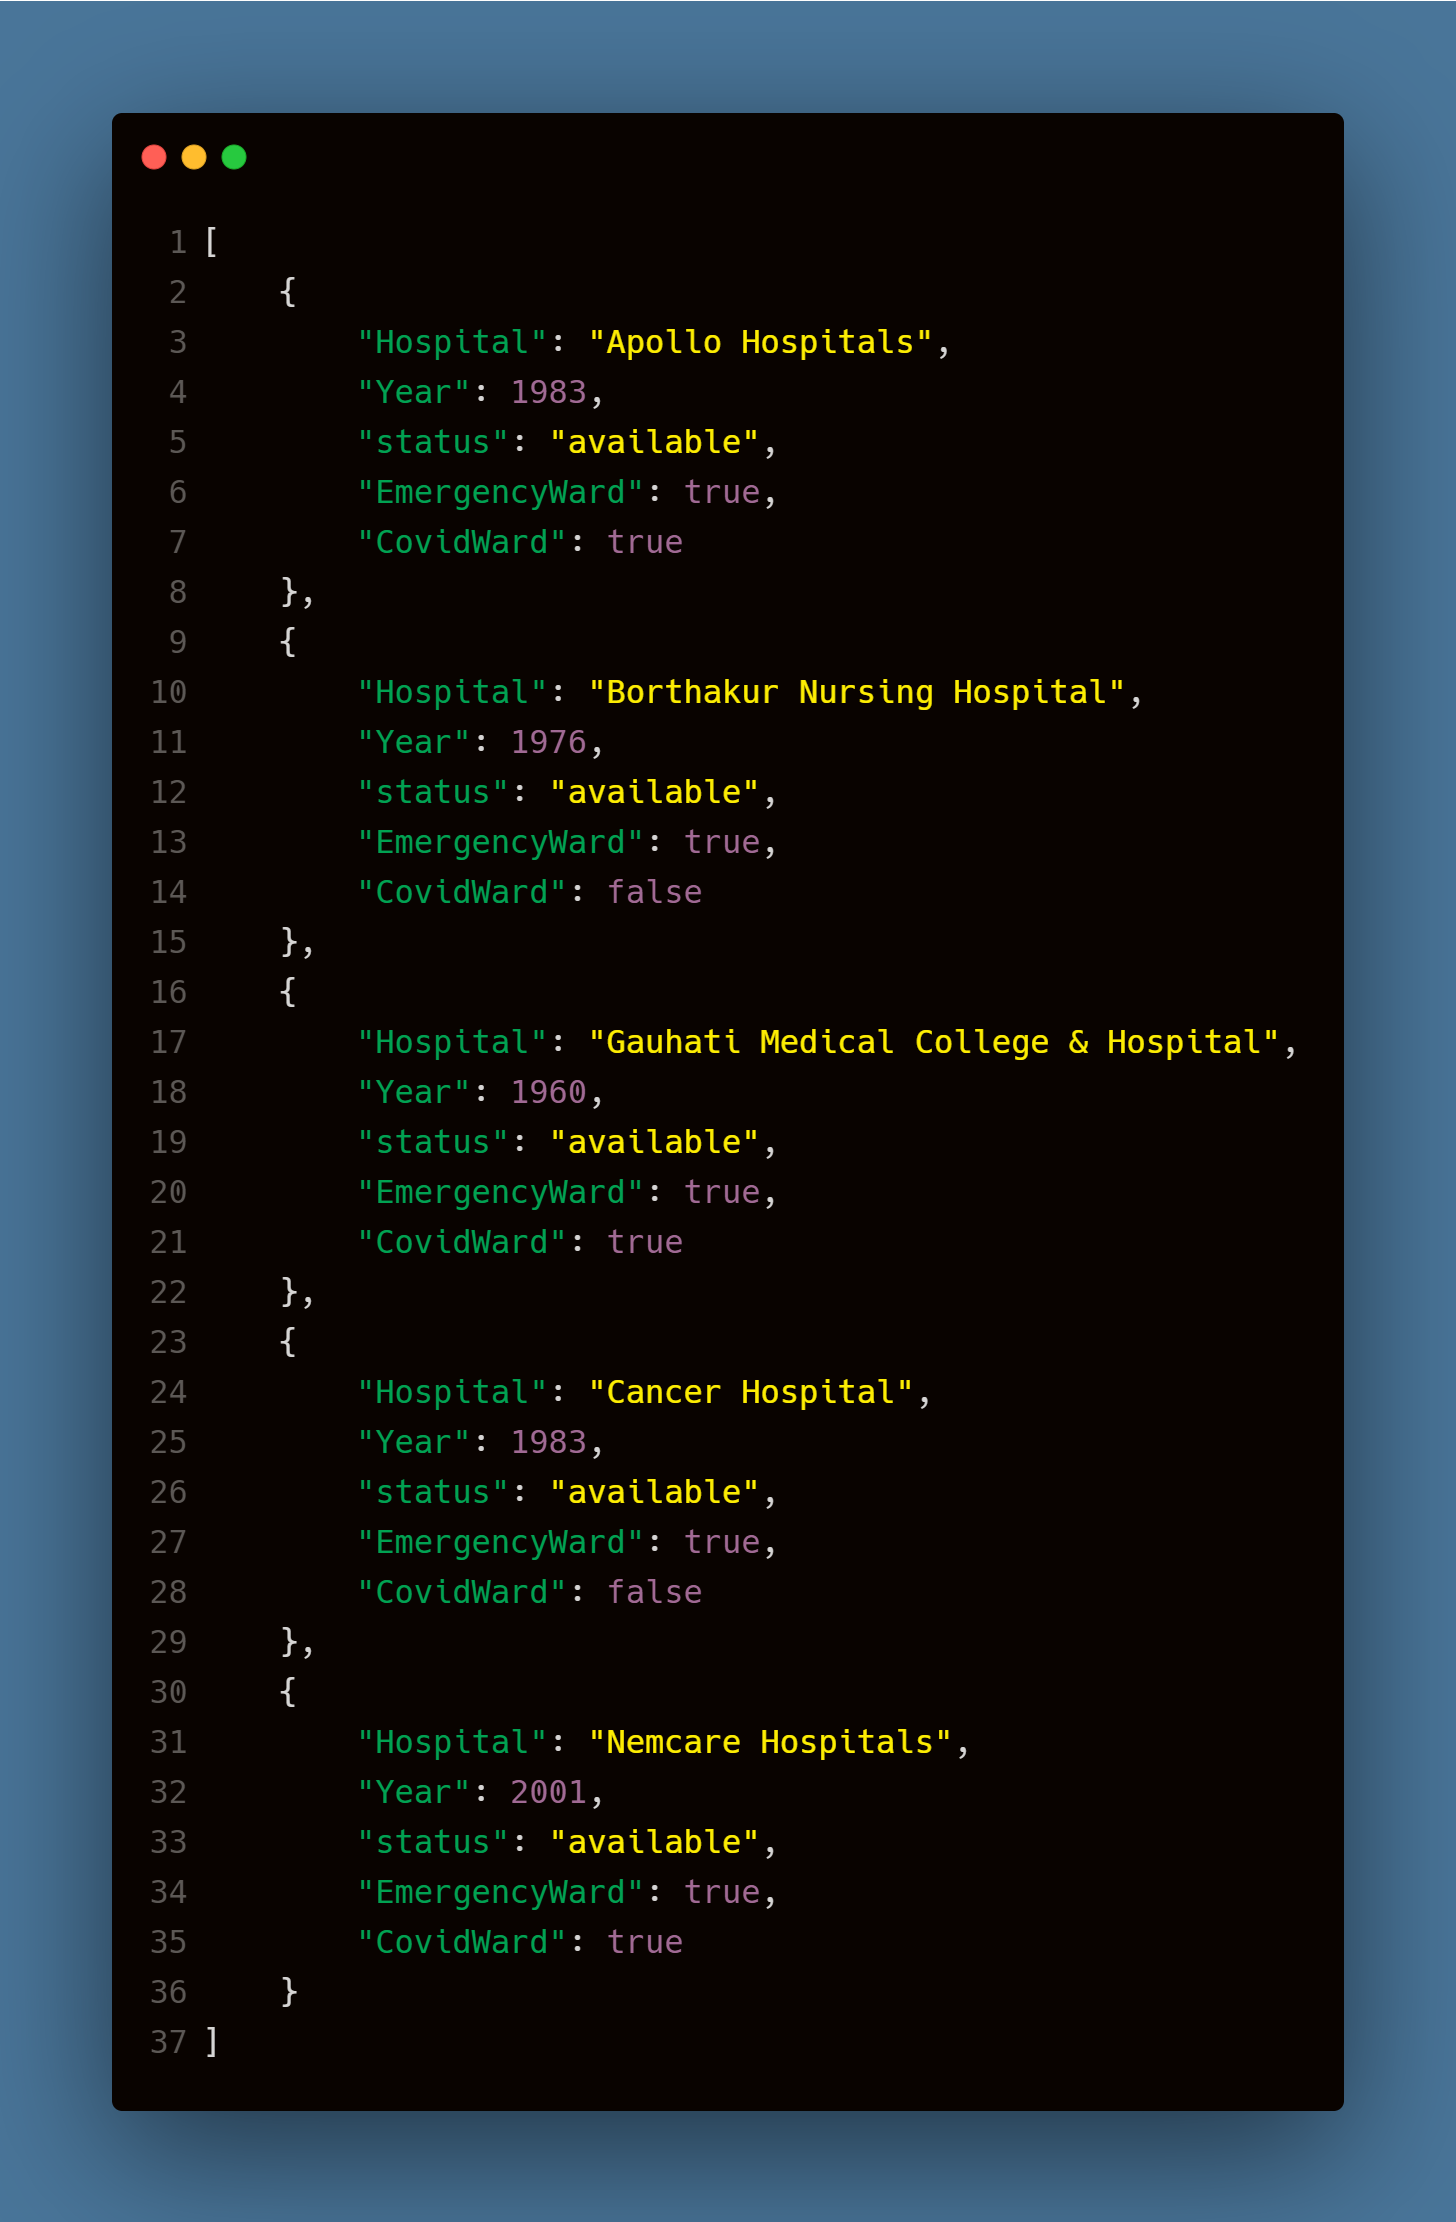 1 [
2     {
3         "Hospital": "Apollo Hospitals",
4         "Year": 1983,
5         "status": "available",
6         "EmergencyWard": true,
7         "CovidWard": true
8     },
9     {
10         "Hospital": "Borthakur Nursing Hospital",
11         "Year": 1976,
12         "status": "available",
13         "EmergencyWard": true,
14         "CovidWard": false
15     },
16     {
17         "Hospital": "Gauhati Medical College & Hospital",
18         "Year": 1960,
19         "status": "available",
20         "EmergencyWard": true,
21         "CovidWard": true
22     },
23     {
24         "Hospital": "Cancer Hospital",
25         "Year": 1983,
26         "status": "available",
27         "EmergencyWard": true,
28         "CovidWard": false
29     },
30     {
31         "Hospital": "Nemcare Hospitals",
32         "Year": 2001,
33         "status": "available",
34         "EmergencyWard": true,
35         "CovidWard": true
36     }
37 ]